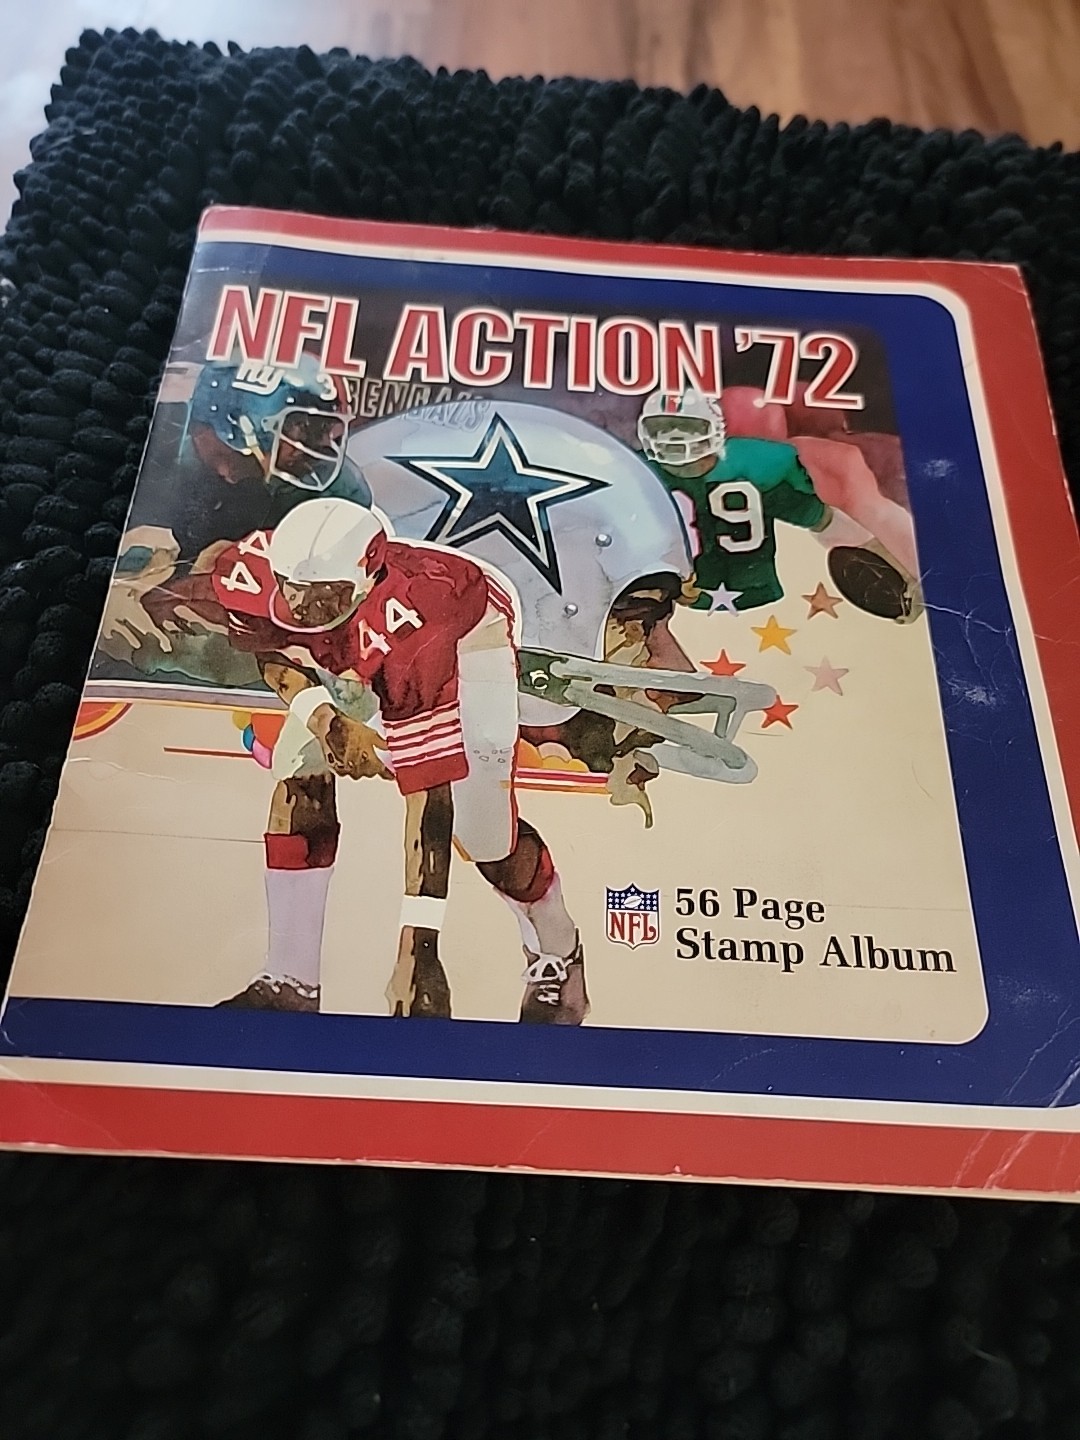 NFL ACTION '72
ny
BENGALS
44
44
9
NFL
56 Page
Stamp Album